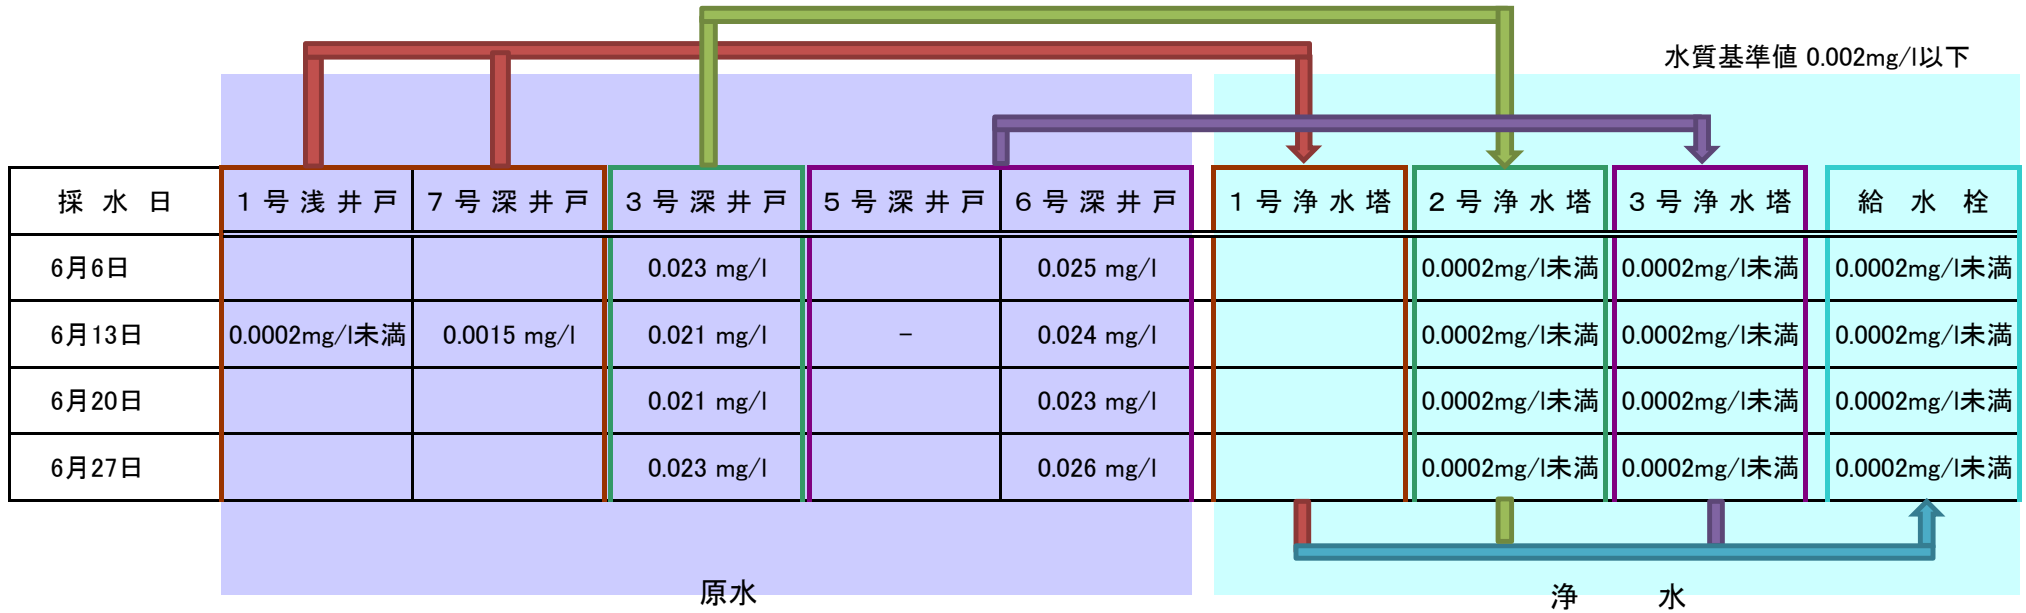 水質基準値 0.002mg/l以下
採水日 1号浅井戸 7号深井戸 3号深井戸 5号深井戸 6号深井戸 1号浄水塔 2号浄水塔 3号浄水塔 給水栓
6月6日 0.023 mg/l 0.025 mg/l 0.0002mg/l未満 0.0002mg/l未満 0.0002mg/l未満
6月13日 0.0002mg/l未満 0.0015 mg/l 0.021 mg/l - 0.024 mg/l 0.0002mg/l未満 0.0002mg/l未満 0.0002mg/l未満
6月20日 0.021 mg/l 0.023 mg/l 0.0002mg/l未満 0.0002mg/l未満 0.0002mg/l未満
6月27日 0.023 mg/l 0.026 mg/l 0.0002mg/l未満 0.0002mg/l未満 0.0002mg/l未満
原水 浄水